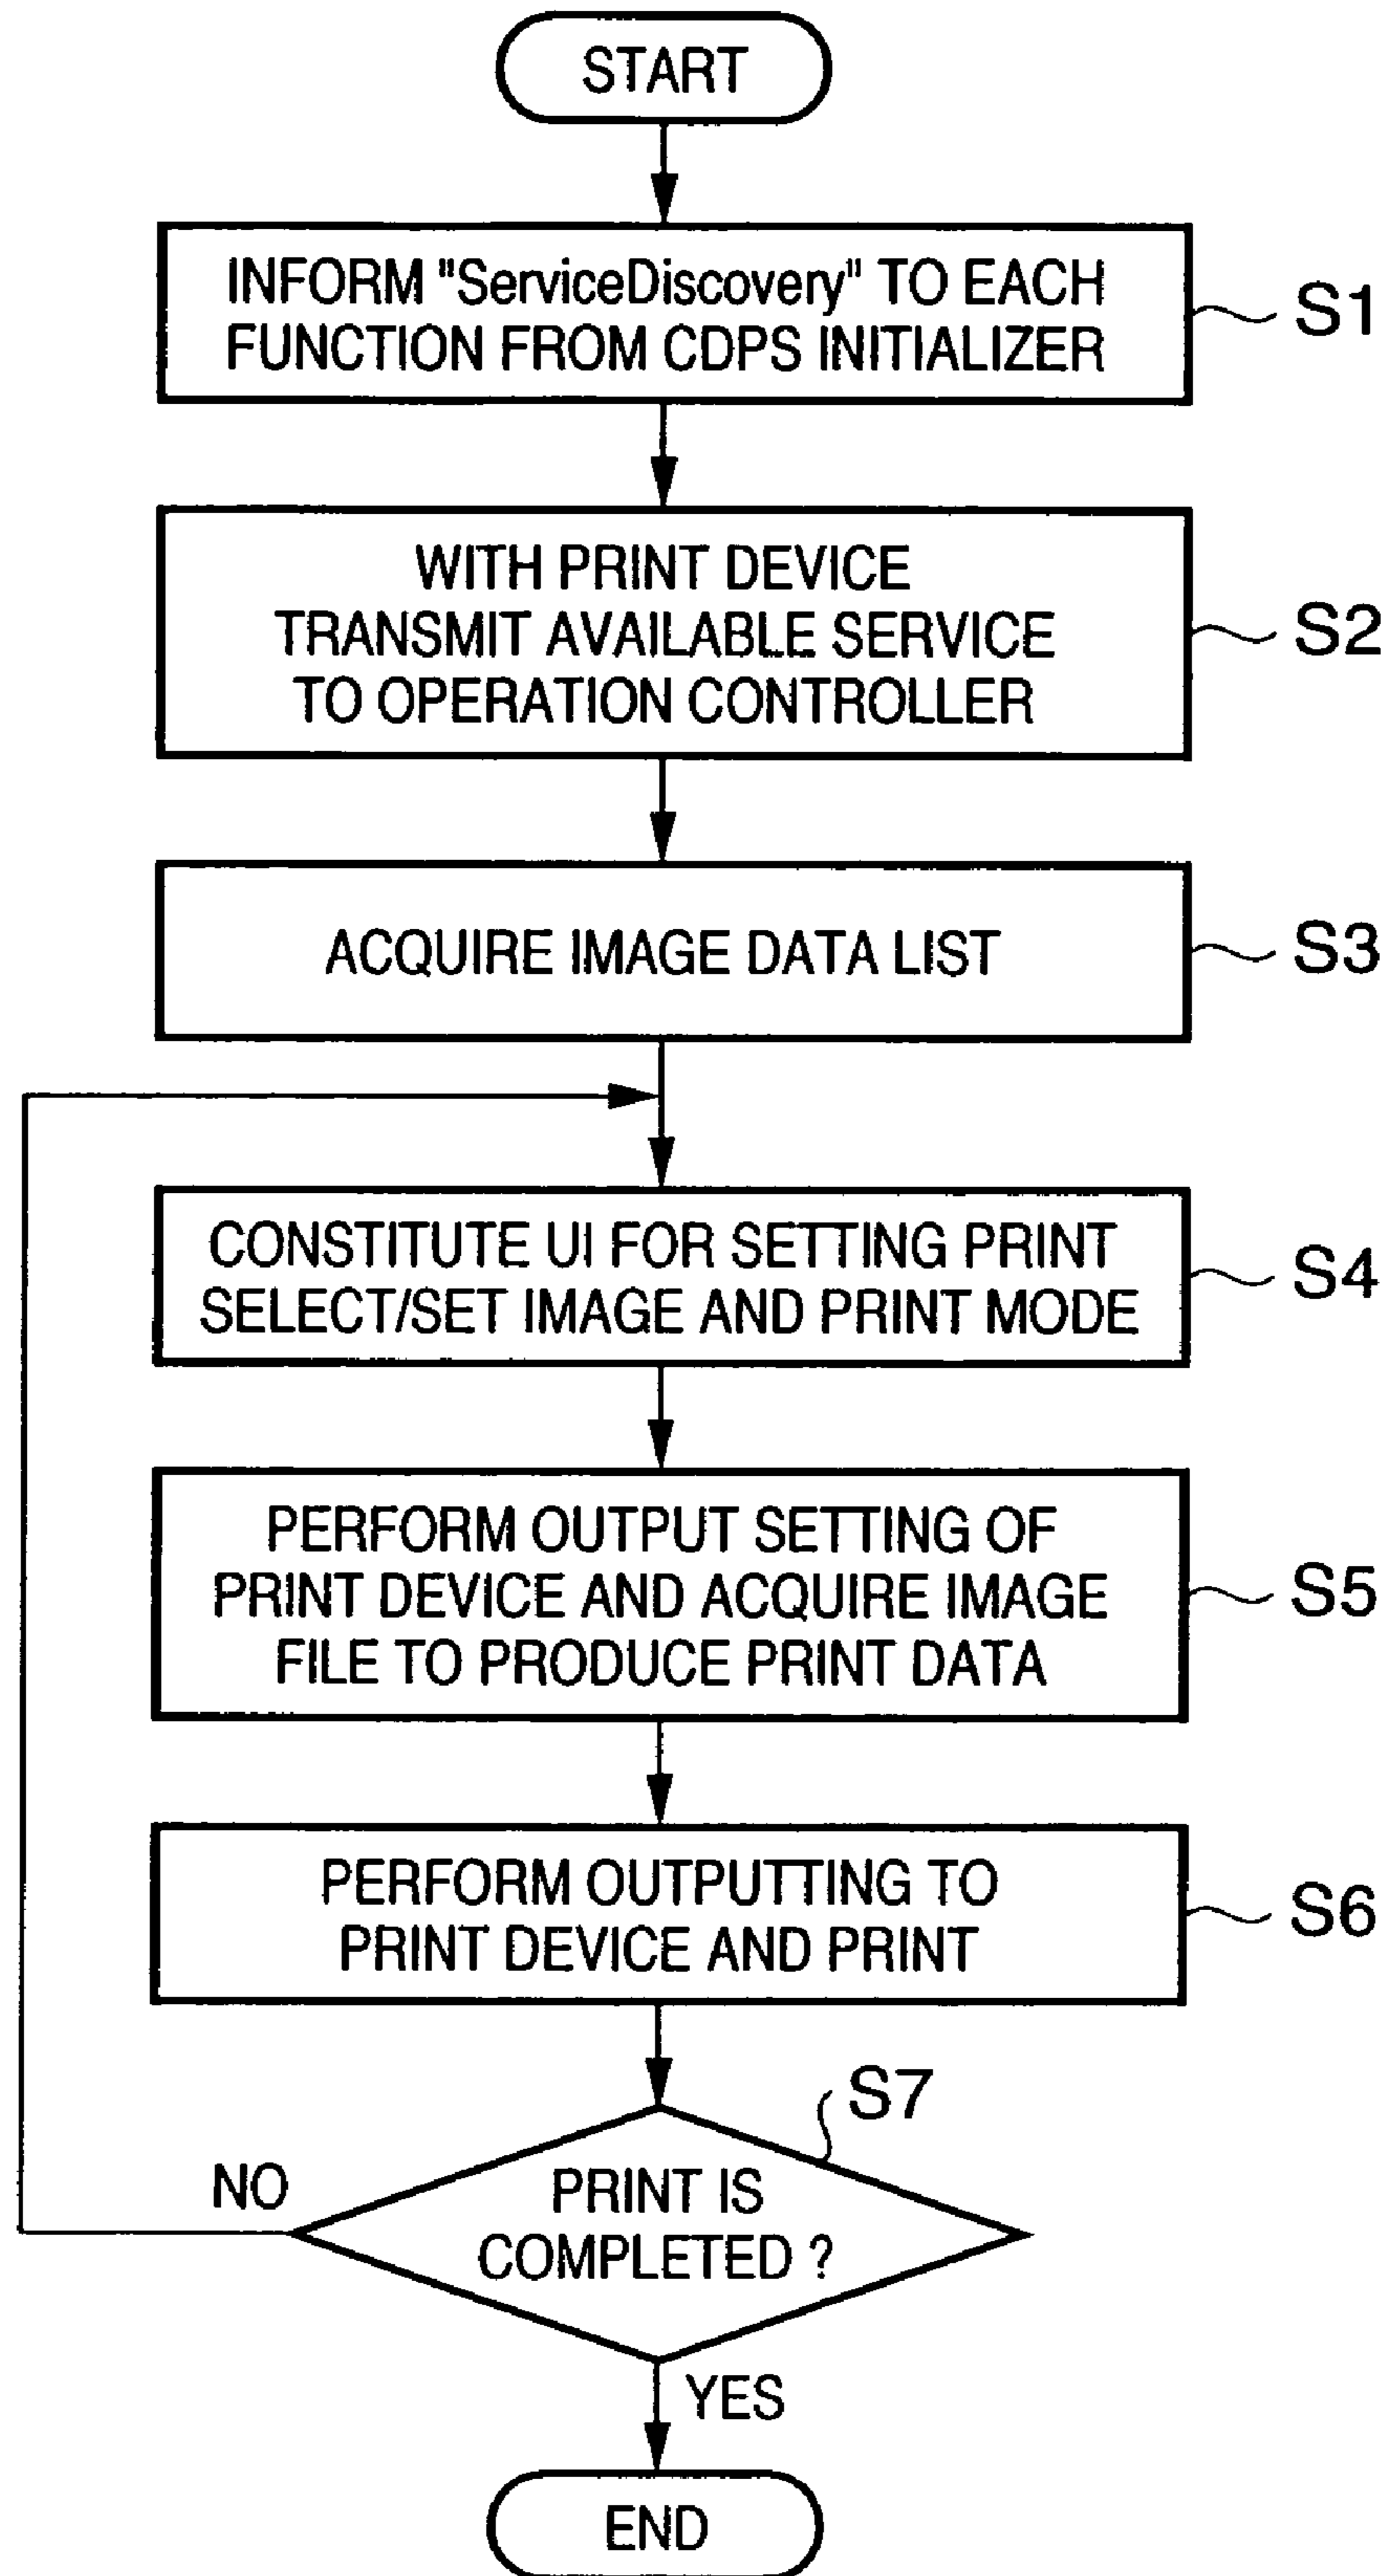 START
INFORM "ServiceDiscovery" TO EACH
FUNCTION FROM CDPS INITIALIZER
S1
WITH PRINT DEVICE
TRANSMIT AVAILABLE SERVICE
TO OPERATION CONTROLLER
S2
ACQUIRE IMAGE DATA LIST
S3
CONSTITUTE UI FOR SETTING PRINT
SELECT/SET IMAGE AND PRINT MODE
S4
PERFORM OUTPUT SETTING OF
PRINT DEVICE AND ACQUIRE IMAGE
FILE TO PRODUCE PRINT DATA
S5
PERFORM OUTPUTTING TO
PRINT DEVICE AND PRINT
S6
S7
NO
PRINT IS
COMPLETED ?
YES
END